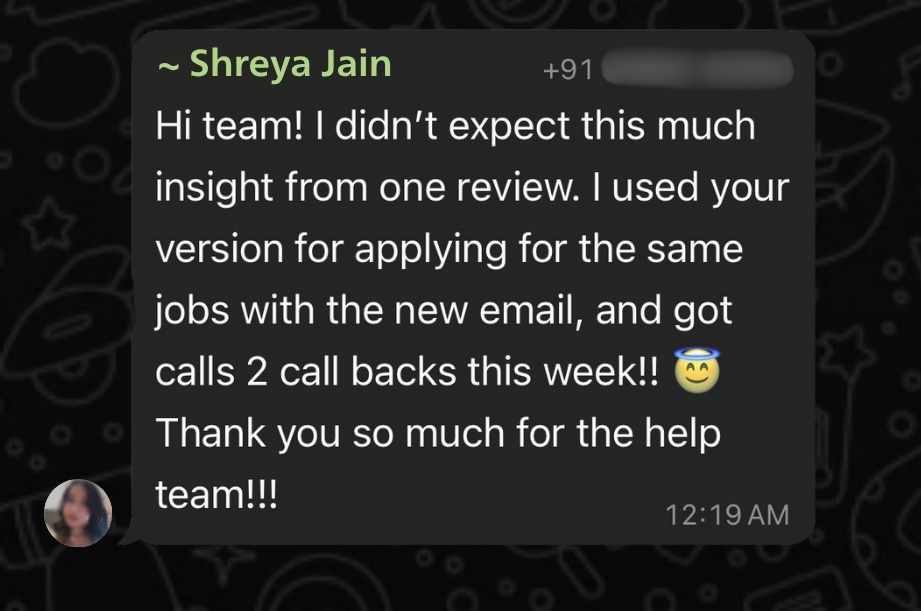 ~ Shreya Jain +91
Hi team! I didn’t expect this much
insight from one review. I used your
version for applying for the same
jobs with the new email, and got
calls 2 call backs this week!! 😇
Thank you so much for the help
team!!!
12:19 AM